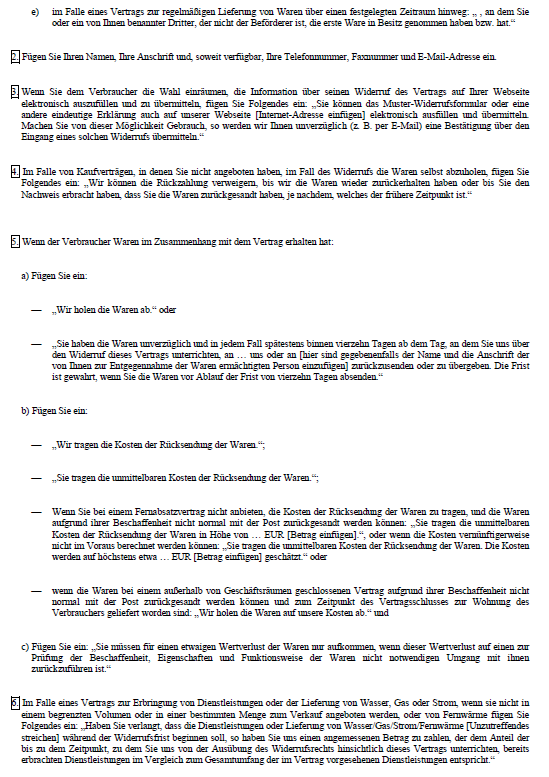 e) im Falle eines Vertrags zur regelmäßigen Lieferung von Waren über einen festgelegten Zeitraum hinweg: „ , an dem Sie
oder ein von Ihnen benannter Dritter, der nicht der Beförderer ist, die erste Ware in Besitz genommen haben bzw. hat.“
2. Fügen Sie Ihren Namen, Ihre Anschrift und, soweit verfügbar, Ihre Telefonnummer, Faxnummer und E-Mail-Adresse ein.
3. Wenn Sie dem Verbraucher die Wahl einräumen, die Information über seinen Widerruf des Vertrags auf Ihrer Webseite
elektronisch auszufüllen und zu übermitteln, fügen Sie Folgendes ein: „Sie können das Muster-Widerrufsformular oder eine
andere eindeutige Erklärung auch auf unserer Webseite [Internet-Adresse einfügen] elektronisch ausfüllen und übermitteln.
Machen Sie von dieser Möglichkeit Gebrauch, so werden wir Ihnen unverzüglich (z. B. per E-Mail) eine Bestätigung über den
Eingang eines solchen Widerrufs übermitteln.“
4. Im Falle von Kaufverträgen, in denen Sie nicht angeboten haben, im Fall des Widerrufs die Waren selbst abzuholen, fügen Sie
Folgendes ein: „Wir können die Rückzahlung verweigern, bis wir die Waren wieder zurückerhalten haben oder bis Sie den
Nachweis erbracht haben, dass Sie die Waren zurückgesandt haben, je nachdem, welches der frühere Zeitpunkt ist.“
5. Wenn der Verbraucher Waren im Zusammenhang mit dem Vertrag erhalten hat:
a) Fügen Sie ein:
— „Wir holen die Waren ab.“ oder
— „Sie haben die Waren unverzüglich und in jedem Fall spätestens binnen vierzehn Tagen ab dem Tag, an dem Sie uns über
den Widerruf dieses Vertrags unterrichten, an … uns oder an [hier sind gegebenenfalls der Name und die Anschrift der
von Ihnen zur Entgegennahme der Waren ermächtigten Person einzufügen] zurückzusenden oder zu übergeben. Die Frist
ist gewahrt, wenn Sie die Waren vor Ablauf der Frist von vierzehn Tagen absenden.“
b) Fügen Sie ein:
— „Wir tragen die Kosten der Rücksendung der Waren.“;
— „Sie tragen die unmittelbaren Kosten der Rücksendung der Waren.“;
— Wenn Sie bei einem Fernabsatzvertrag nicht anbieten, die Kosten der Rücksendung der Waren zu tragen, und die Waren
aufgrund ihrer Beschaffenheit nicht normal mit der Post zurückgesandt werden können: „Sie tragen die unmittelbaren
Kosten der Rücksendung der Waren in Höhe von … EUR [Betrag einfügen].“, oder wenn die Kosten vernünftigerweise
nicht im Voraus berechnet werden können: „Sie tragen die unmittelbaren Kosten der Rücksendung der Waren. Die Kosten
werden auf höchstens etwa … EUR [Betrag einfügen] geschätzt.“ oder
— wenn die Waren bei einem außerhalb von Geschäftsräumen geschlossenen Vertrag aufgrund ihrer Beschaffenheit nicht
normal mit der Post zurückgesandt werden können und zum Zeitpunkt des Vertragsschlusses zur Wohnung des
Verbrauchers geliefert worden sind: „Wir holen die Waren auf unsere Kosten ab.“ und
c) Fügen Sie ein: „Sie müssen für einen etwaigen Wertverlust der Waren nur aufkommen, wenn dieser Wertverlust auf einen zur
Prüfung der Beschaffenheit, Eigenschaften und Funktionsweise der Waren nicht notwendigen Umgang mit ihnen
zurückzuführen ist.“
6. Im Falle eines Vertrags zur Erbringung von Dienstleistungen oder der Lieferung von Wasser, Gas oder Strom, wenn sie nicht in
einem begrenzten Volumen oder in einer bestimmten Menge zum Verkauf angeboten werden, oder von Fernwärme fügen Sie
Folgendes ein: „Haben Sie verlangt, dass die Dienstleistungen oder Lieferung von Wasser/Gas/Strom/Fernwärme [Unzutreffendes
streichen] während der Widerrufsfrist beginnen soll, so haben Sie uns einen angemessenen Betrag zu zahlen, der dem Anteil der
bis zu dem Zeitpunkt, zu dem Sie uns von der Ausübung des Widerrufsrechts hinsichtlich dieses Vertrags unterrichten, bereits
erbrachten Dienstleistungen im Vergleich zum Gesamtumfang der im Vertrag vorgesehenen Dienstleistungen entspricht.“